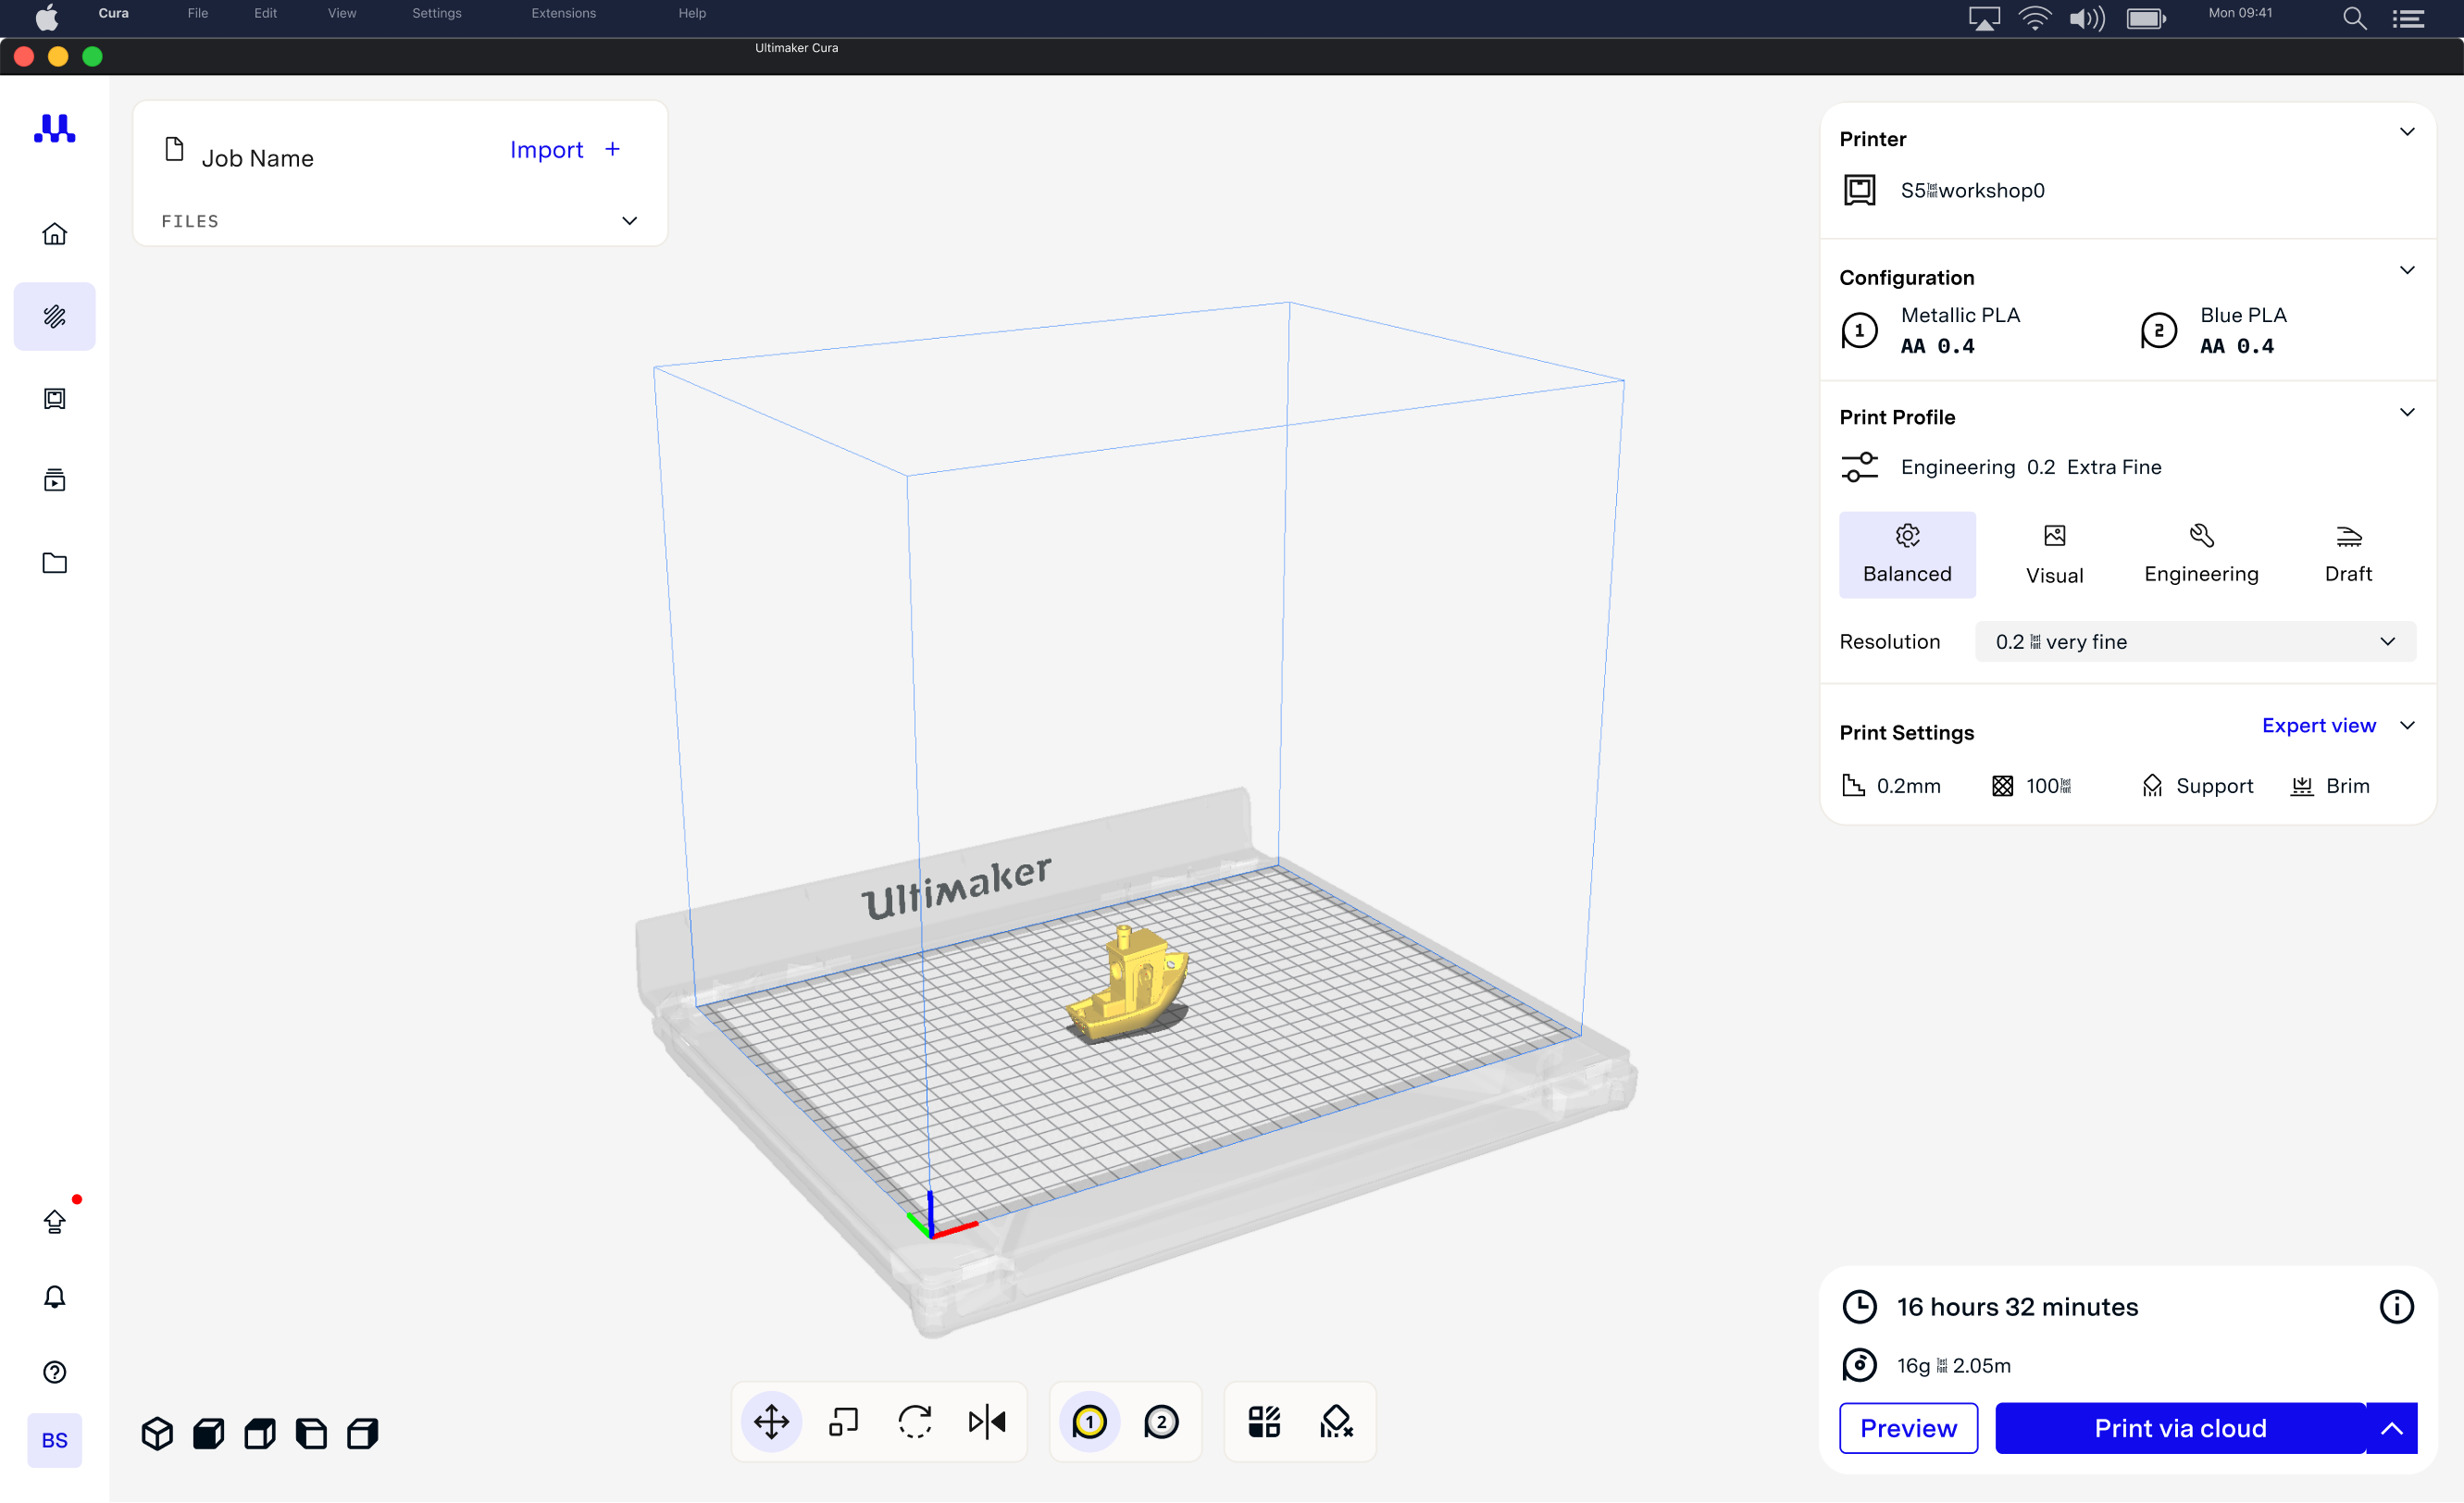 Cura File Edit View Settings Extensions Help Mon 09:41
Ultimaker Cura
Job Name Import +
FILES
Printer
S5 workshop0
Configuration
1 Metallic PLA 2 Blue PLA
AA 0.4 AA 0.4
Print Profile
Engineering 0.2 Extra Fine
Balanced Visual Engineering Draft
Resolution 0.2 very fine
Print Settings Expert view
0.2mm 100 Support Brim
Ultimaker
16 hours 32 minutes
16g 2.05m
1 2
BS
Preview Print via cloud